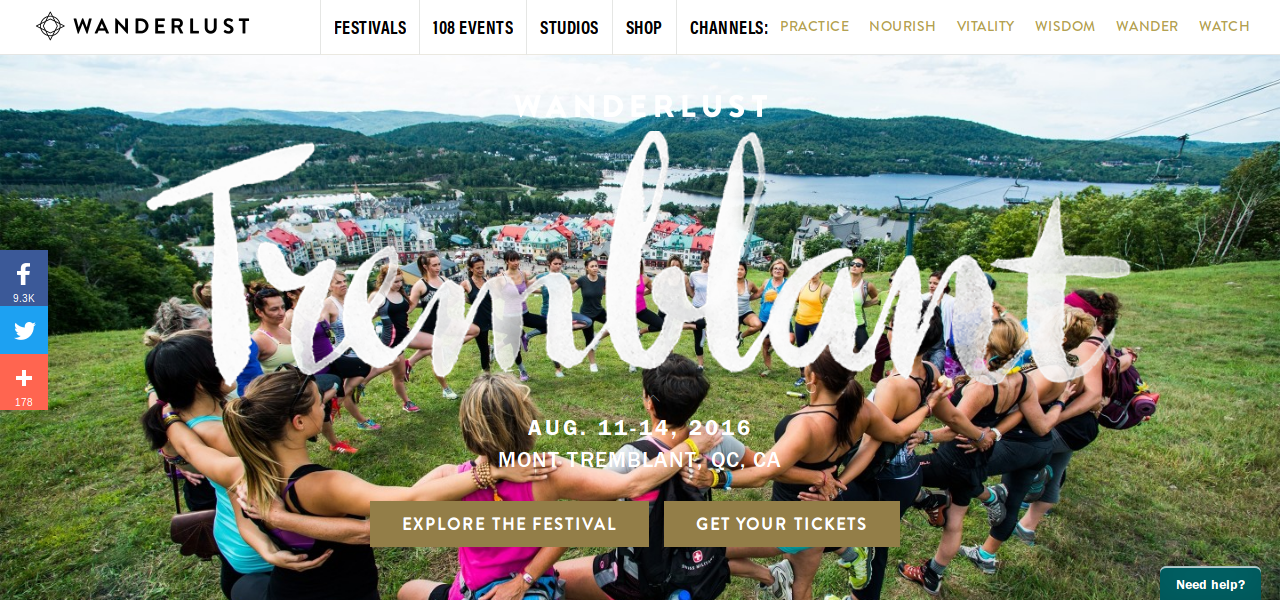 WANDERLUST
FESTIVALS
108 EVENTS
STUDIOS
SHOP
CHANNELS:
PRACTICE
NOURISH
VITALITY
WISDOM
WANDER
WATCH
WANDERLUST
Tremblant
9.3K
178
AUG. 11-14, 2016
MONT TREMBLANT, QC, CA
EXPLORE THE FESTIVAL
GET YOUR TICKETS
Need help?